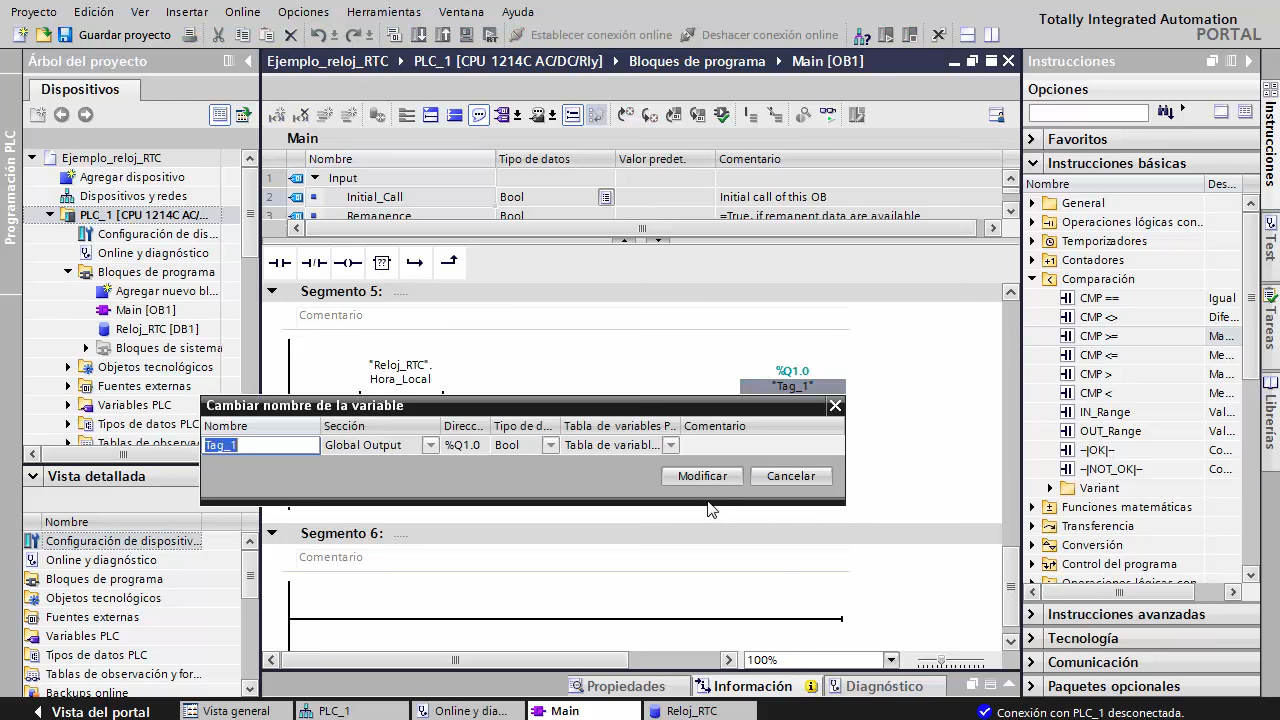 Proyecto Edición Ver Insertar Online Opciones Herramientas Ventana Ayuda
Totally Integrated Automation
PORTAL
Guardar proyecto
Establecer conexión online
Deshacer conexión online
Árbol del proyecto
Ejemplo_reloj_RTC PLC_1 [CPU 1214C AC/DC/Rly] Bloques de programa Main [OB1]
Instrucciones
Dispositivos
Opciones
Programación PLC
Ejemplo_reloj_RTC
Agregar dispositivo
Dispositivos y redes
PLC_1 [CPU 1214C AC/...
Configuración de dis...
Online y diagnóstico
Bloques de programa
Agregar nuevo bl...
Main [OB1]
Reloj_RTC [DB1]
Bloques de sistema
Objetos tecnológicos
Fuentes externas
Variables PLC
Tipos de datos PLC
Tablas de observa
Vista detallada
Nombre
Configuración de dispositiv...
Online y diagnóstico
Bloques de programa
Objetos tecnológicos
Fuentes externas
Variables PLC
Tipos de datos PLC
Tablas de observación y for...
Backups online
Main
Nombre Tipo de datos Valor predet. Comentario
1 Input
2 Initial_Call Bool Initial call of this OB
3 Remanence Bool =True, if remanent data are available
??
Segmento 5: .....
Comentario
"Reloj_RTC".
Hora_Local
%Q1.0
"Tag_1"
Cambiar nombre de la variable
Nombre Sección Direcc... Tipo de d... Tabla de variables P... Comentario
Tag_1 Global Output %Q1.0 Bool Tabla de variabl...
Modificar Cancelar
Segmento 6: .....
Comentario
100%
Propiedades Información Diagnóstico
Favoritos
Instrucciones básicas
Nombre Des...
General
Operaciones lógicas con...
Temporizadores
Contadores
Comparación
CMP == Igual
CMP <> Dife...
CMP >= Ma...
CMP <= Me...
CMP > Ma...
CMP < Me...
IN_Range Co...
OUT_Range Co...
-|OK|- Co...
-|NOT_OK|- Co...
Variant
Funciones matemáticas
Transferencia
Conversión
Control del programa
Operaciones lógicas con
Instrucciones avanzadas
Tecnología
Comunicación
Paquetes opcionales
Instrucciones
Test
Tareas
Librerías
Vista del portal
Vista general
PLC_1
Online y dia...
Main
Reloj_RTC
Conexión con PLC_1 desconectada.